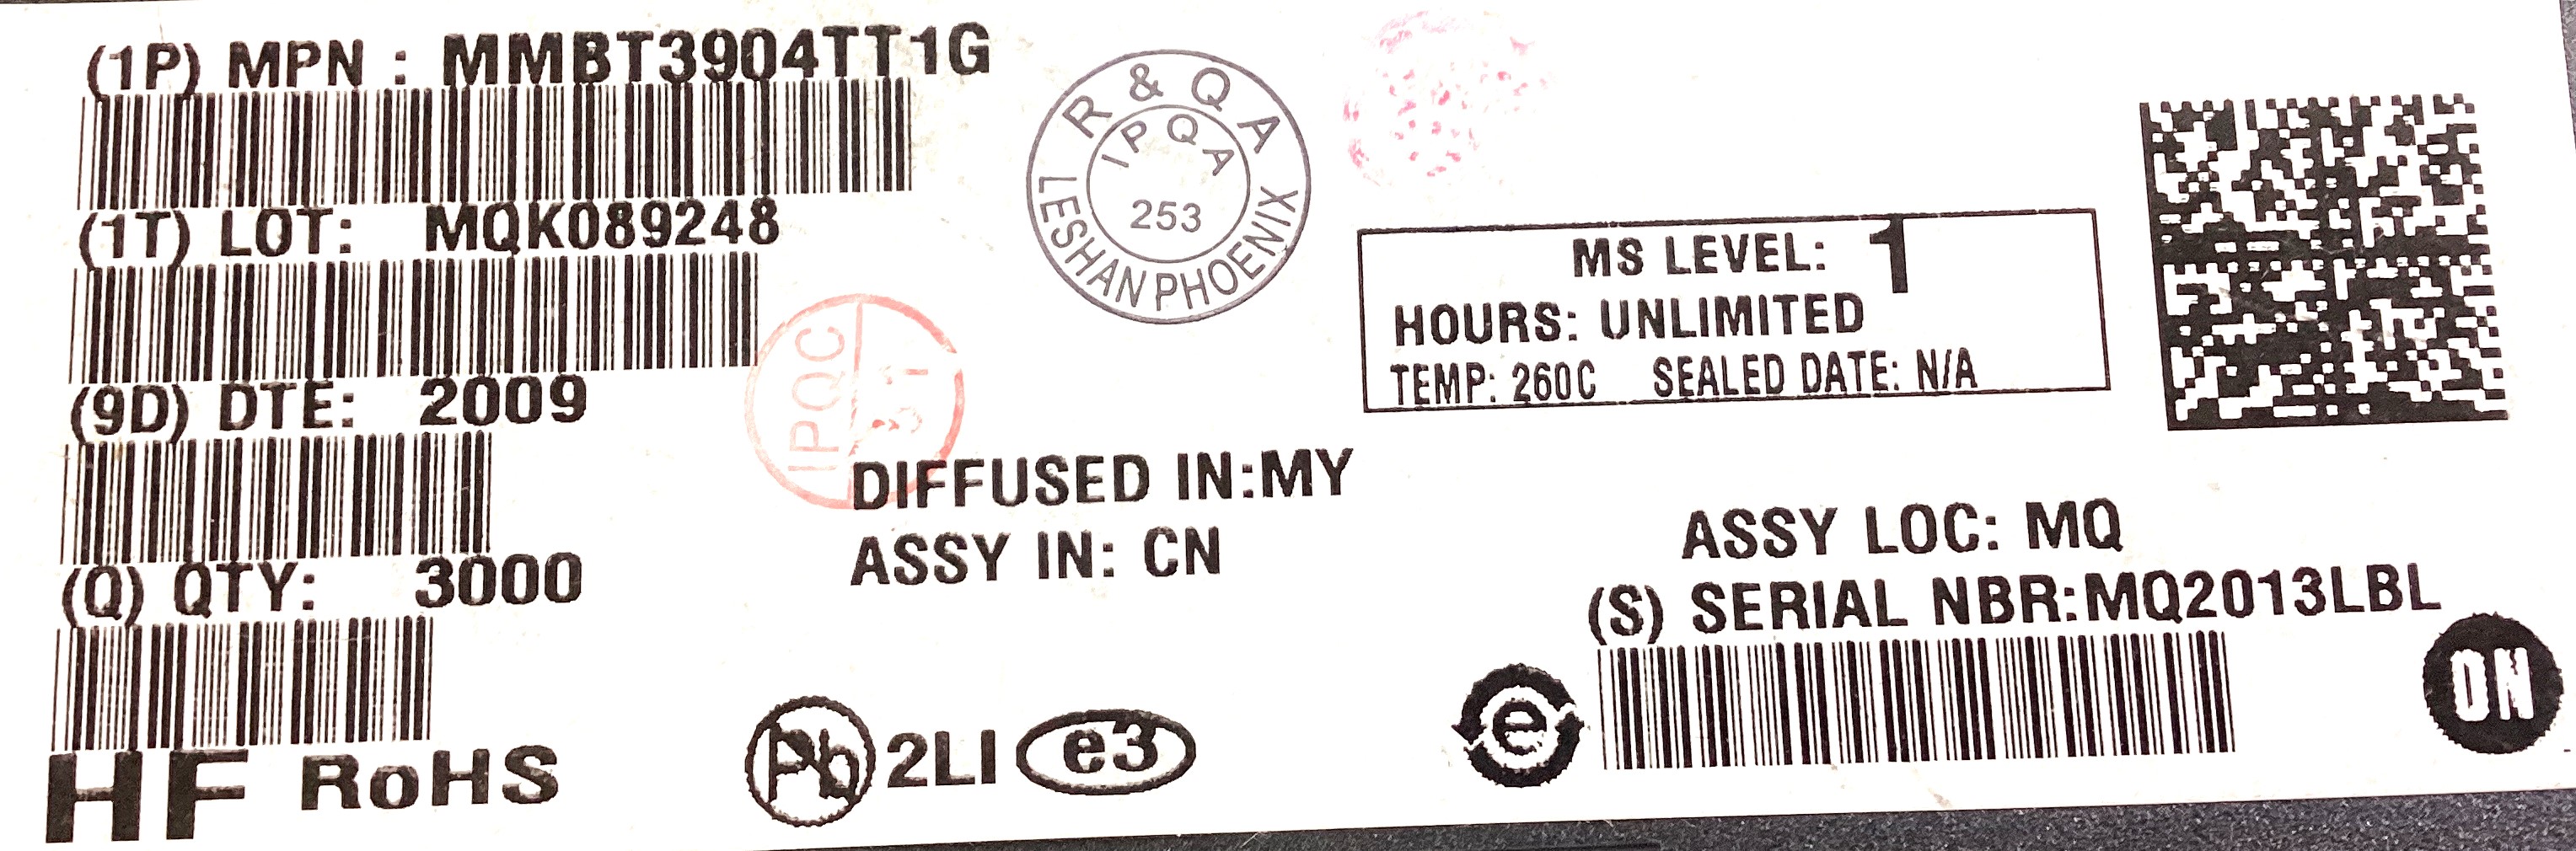 (1P) MPN : MMBT3904TT1G
(1T) LOT: MQK089248
(9D) DTE: 2009
(Q) QTY: 3000
HF RoHS
R & QA
IPQA
253
LESHAN PHOENIX
IPQC
31
DIFFUSED IN:MY
ASSY IN: CN
Pb 2LI e3
MS LEVEL: 1
HOURS: UNLIMITED
TEMP: 260C SEALED DATE: N/A
ASSY LOC: MQ
(S) SERIAL NBR:MQ2013LBL
e
ON